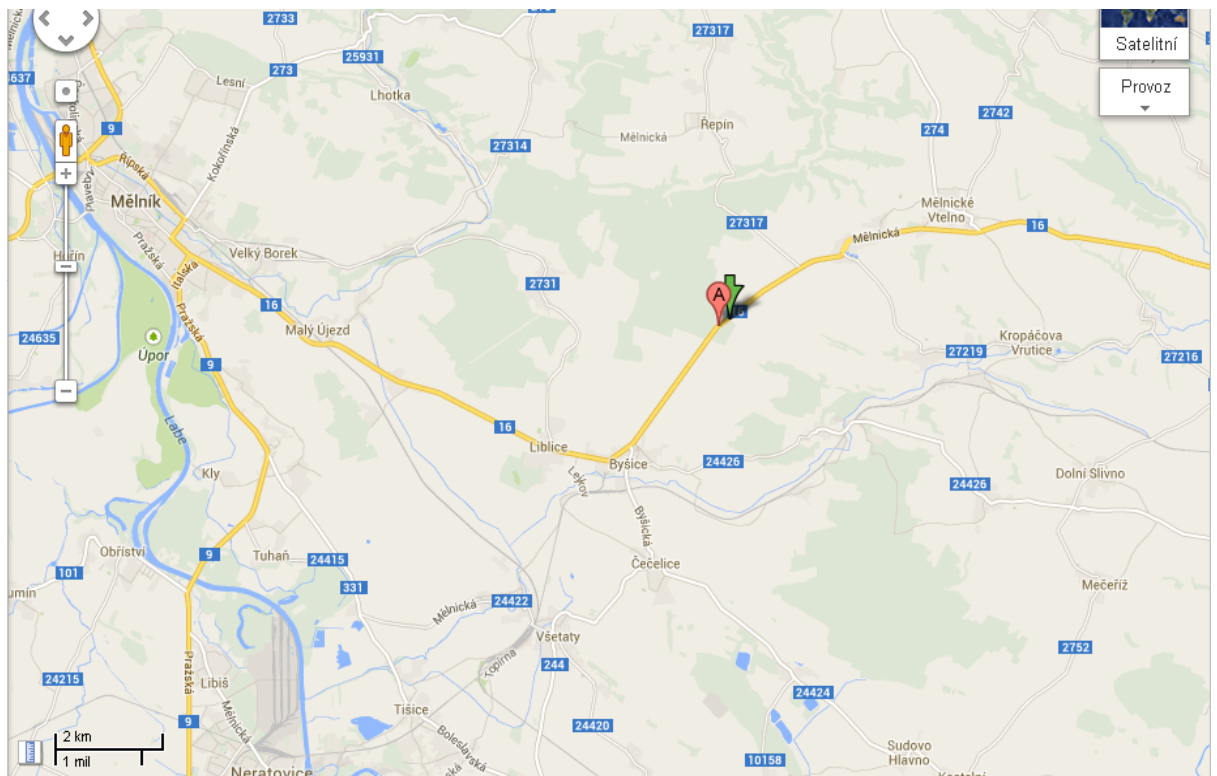 2733
27317
Satelitní
637
25931
273
Lesní
Provoz
Lhotka
9
Kokořínská
27314
Mělnická
Řepín
274
2742
Řípská
Mělník
Mělnické
Vtelno
27317
16
Mělnická
Pražská
Velký Borek
Italská
2731
A
16
Malý Újezd
Pražská
24635
Úpor
9
Kropáčova
Vrutice
27219
27216
Labe
16
Liblice
Byšice
24426
Kly
24426
Dolní Slivno
Byšická
Obříství
9
Tuhaň
24415
Čečelice
101
331
Mečeříž
umín
Mělnická
24422
Všetaty
2752
Topírna
244
24215
Pražská
Libiš
24424
Mělnická
Tišice
9
24420
Boleslavská
2 km
1 mil
10158
Sudovo
Hlavno
Neratovice